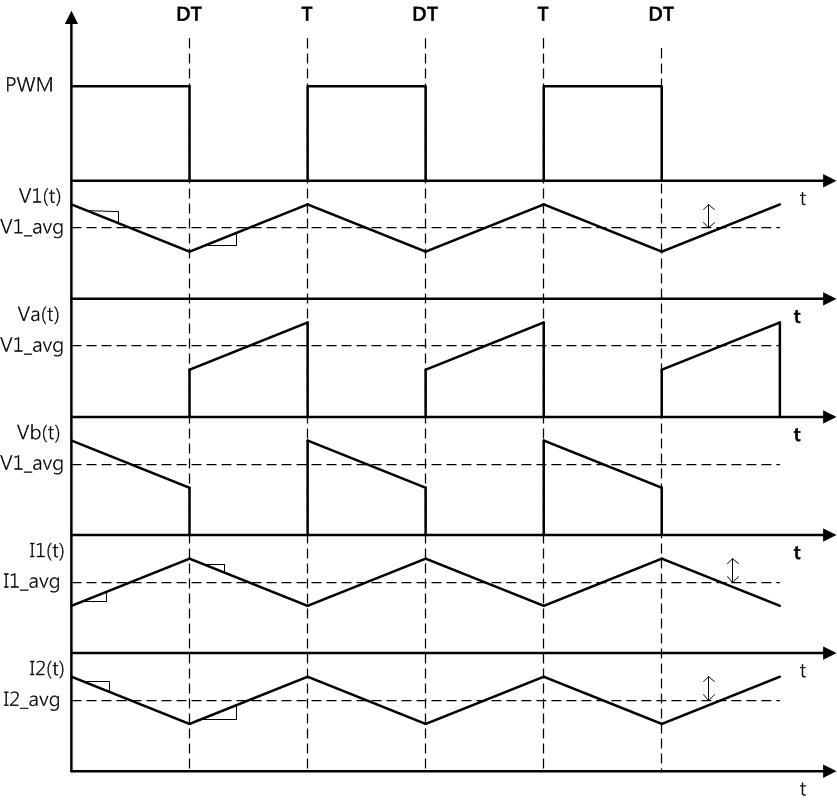 DT T DT T DT
PWM
V1(t) t
V1_avg
Va(t) t
V1_avg
Vb(t) t
V1_avg
I1(t) t
I1_avg
I2(t) t
I2_avg
t